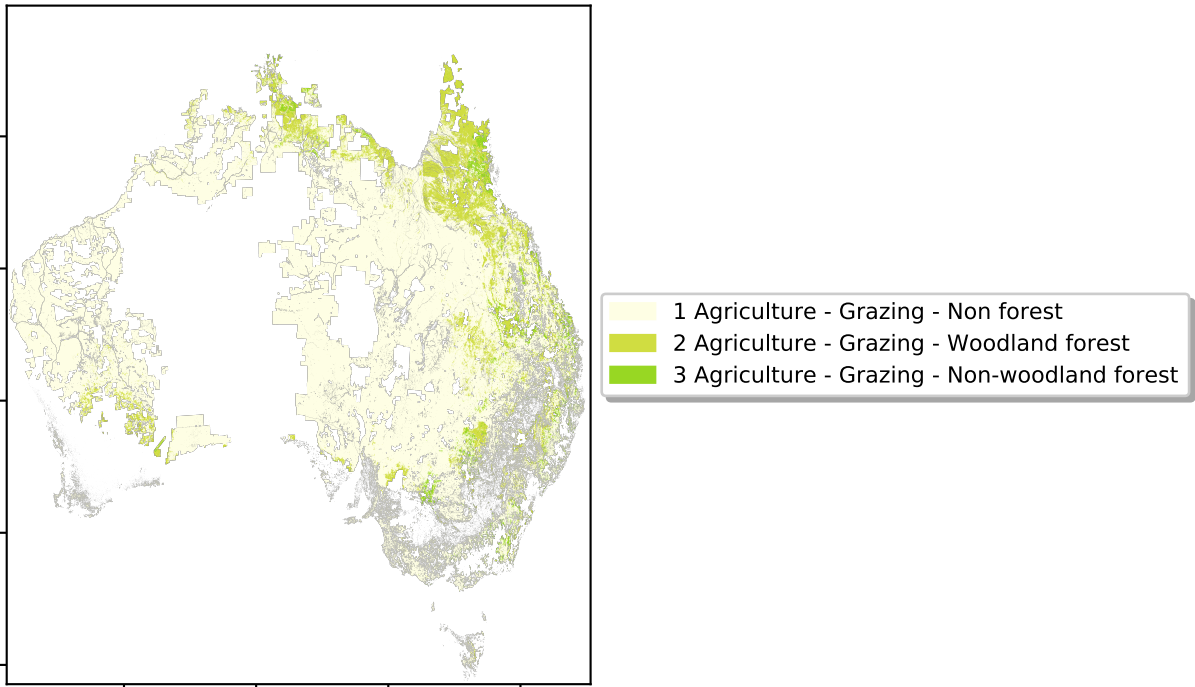 1 Agriculture - Grazing - Non forest
2 Agriculture - Grazing - Woodland forest
3 Agriculture - Grazing - Non-woodland forest